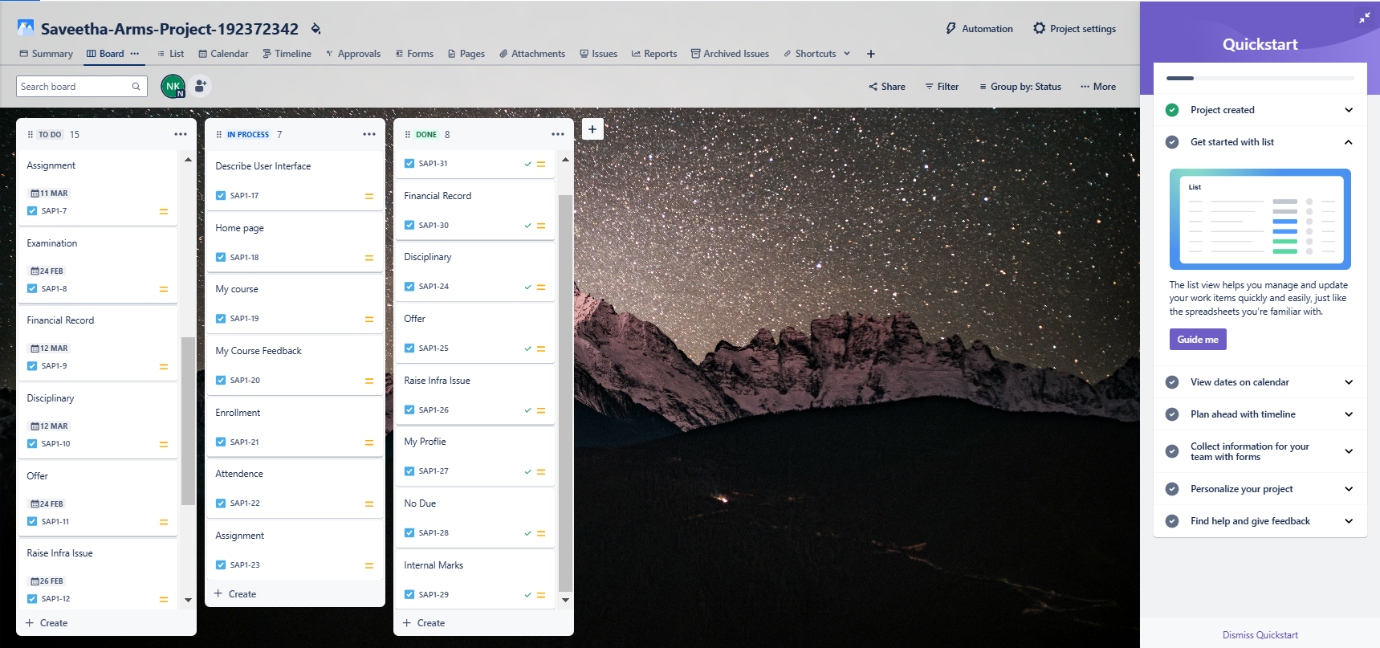 Saveetha-Arms-Project-192372342
Automation
Project settings
Summary
Board
List
Calendar
Timeline
Approvals
Forms
Pages
Attachments
Issues
Reports
Archived Issues
Shortcuts
Search board
NK
N
Share
Filter
Group by: Status
More
TO DO 15
Assignment
11 MAR
SAP1-7
Examination
24 FEB
SAP1-8
Financial Record
12 MAR
SAP1-9
Disciplinary
12 MAR
SAP1-10
Offer
24 FEB
SAP1-11
Raise Infra Issue
26 FEB
SAP1-12
+ Create
IN PROCESS 7
Describe User Interface
SAP1-17
Home page
SAP1-18
My course
SAP1-19
My Course Feedback
SAP1-20
Enrollment
SAP1-21
Attendence
SAP1-22
Assignment
SAP1-23
+ Create
DONE 8
SAP1-31
Financial Record
SAP1-30
Disciplinary
SAP1-24
Offer
SAP1-25
Raise Infra Issue
SAP1-26
My Proflie
SAP1-27
No Due
SAP1-28
Internal Marks
SAP1-29
+ Create
Quickstart
Project created
Get started with list
List
The list view helps you manage and update
your work items quickly and easily, just like
the spreadsheets you're familiar with.
Guide me
View dates on calendar
Plan ahead with timeline
Collect information for your
team with forms
Personalize your project
Find help and give feedback
Dismiss Quickstart